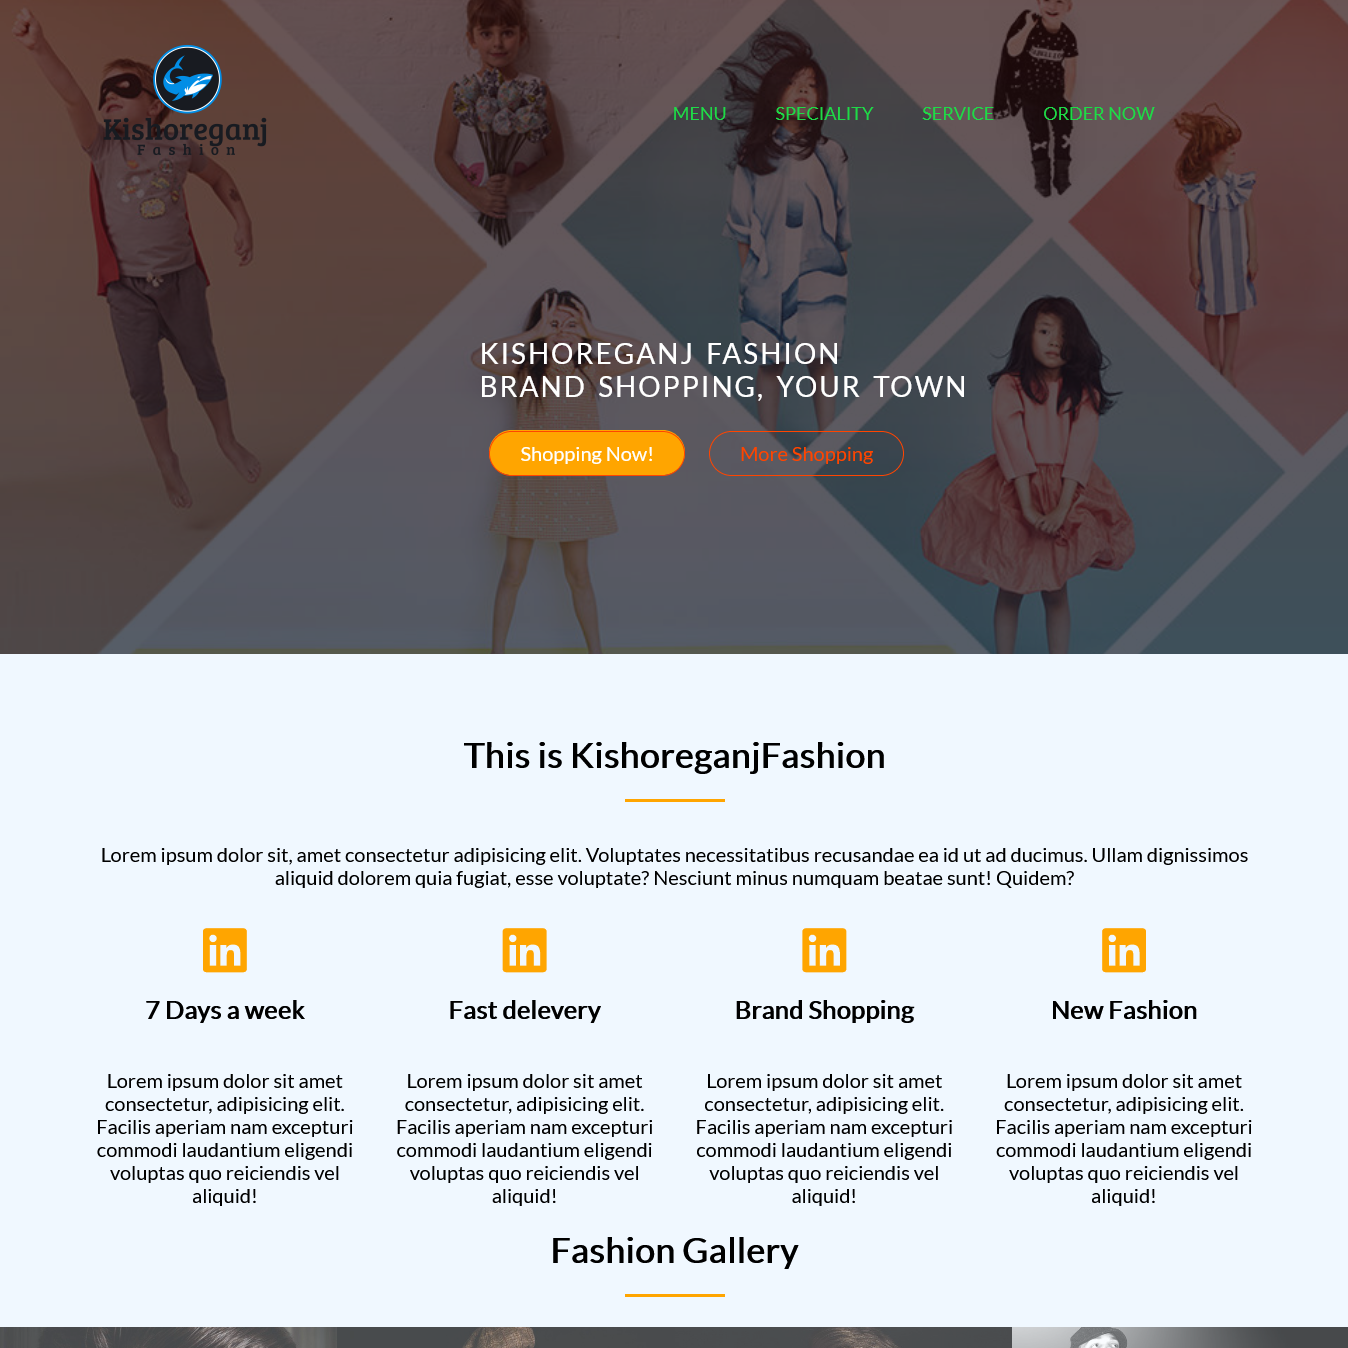 Kishoreganj
Fashion
MENU SPECIALITY SERVICE ORDER NOW
KISHOREGANJ FASHION
BRAND SHOPPING, YOUR TOWN
Shopping Now! More Shopping
This is KishoreganjFashion
Lorem ipsum dolor sit, amet consectetur adipisicing elit. Voluptates necessitatibus recusandae ea id ut ad ducimus. Ullam dignissimos
aliquid dolorem quia fugiat, esse voluptate? Nesciunt minus numquam beatae sunt! Quidem?
in in in in
7 Days a week
Lorem ipsum dolor sit amet
consectetur, adipisicing elit.
Facilis aperiam nam excepturi
commodi laudantium eligendi
voluptas quo reiciendis vel
aliquid!
Fast delevery
Lorem ipsum dolor sit amet
consectetur, adipisicing elit.
Facilis aperiam nam excepturi
commodi laudantium eligendi
voluptas quo reiciendis vel
aliquid!
Brand Shopping
Lorem ipsum dolor sit amet
consectetur, adipisicing elit.
Facilis aperiam nam excepturi
commodi laudantium eligendi
voluptas quo reiciendis vel
aliquid!
New Fashion
Lorem ipsum dolor sit amet
consectetur, adipisicing elit.
Facilis aperiam nam excepturi
commodi laudantium eligendi
voluptas quo reiciendis vel
aliquid!
Fashion Gallery